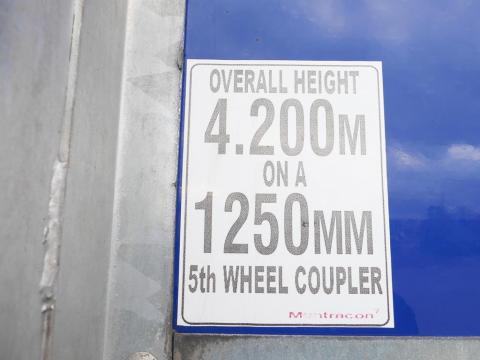 OVERALL HEIGHT
4.200M
ON A
1250MM
5th WHEEL COUPLER
Montracon